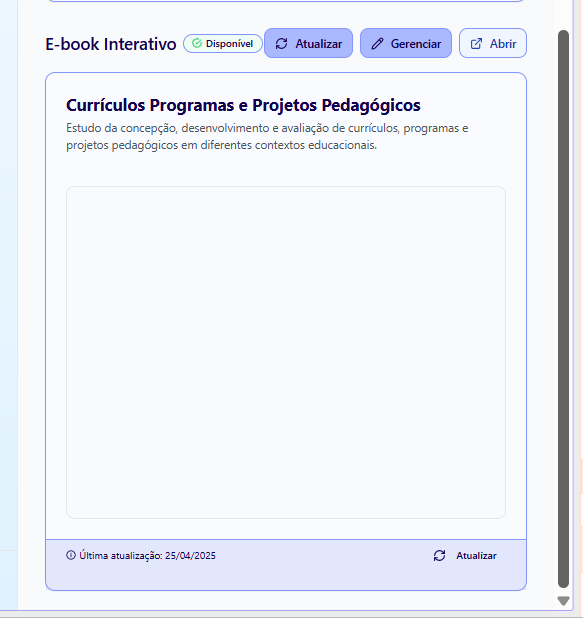 E-book Interativo Disponível Atualizar Gerenciar Abrir
Currículos Programas e Projetos Pedagógicos
Estudo da concepção, desenvolvimento e avaliação de currículos, programas e
projetos pedagógicos em diferentes contextos educacionais.
Última atualização: 25/04/2025 Atualizar